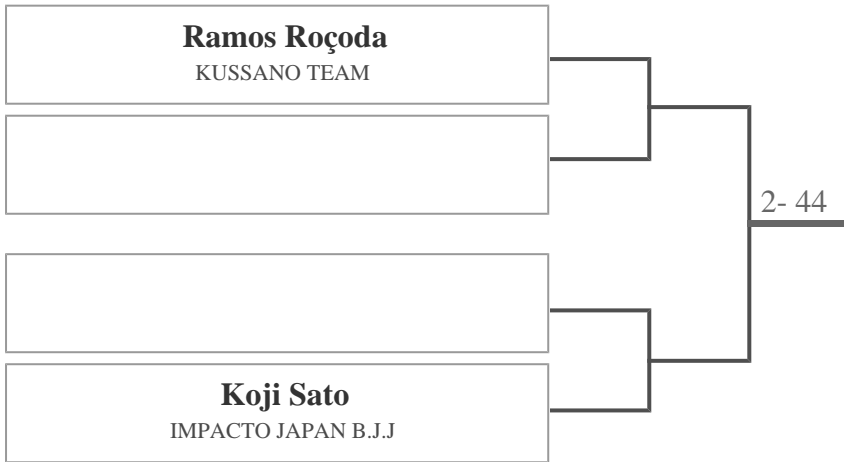 Ramos Roçoda
KUSSANO TEAM
2- 44
Koji Sato
IMPACTO JAPAN B.J.J